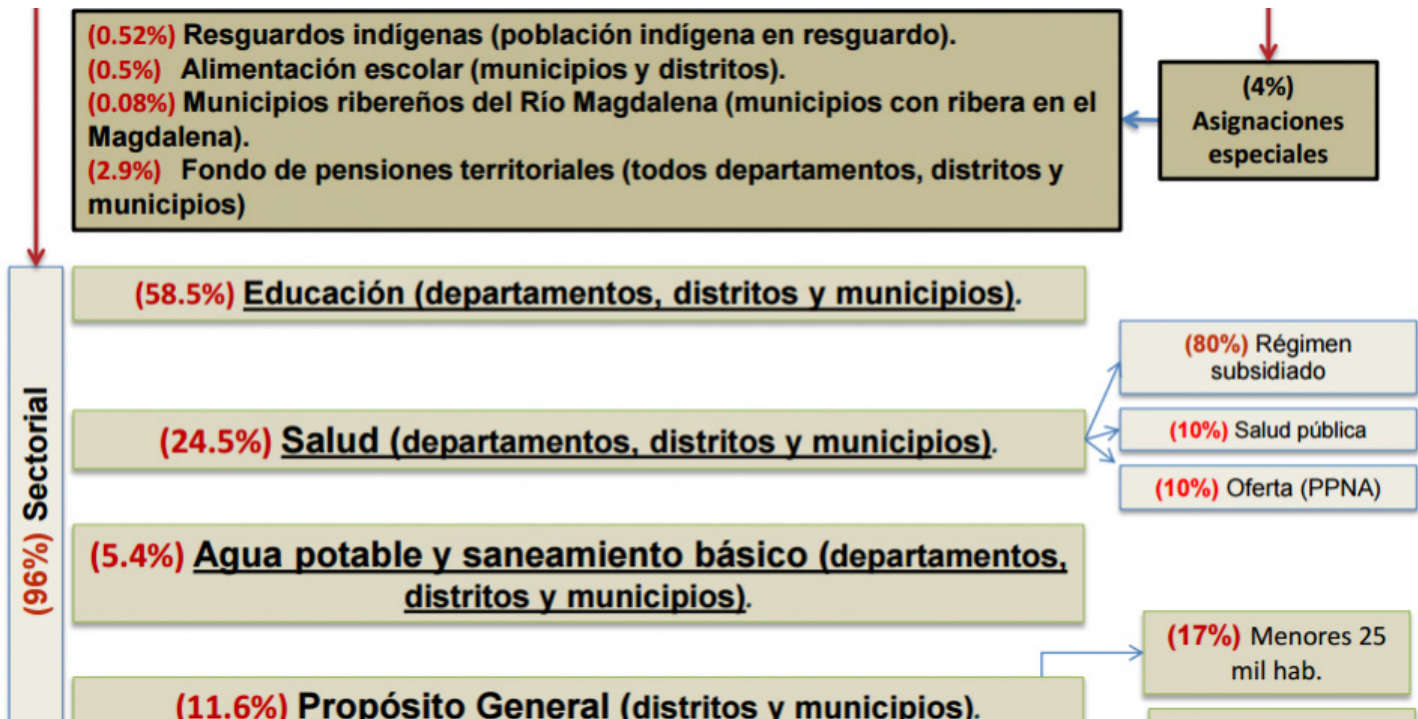 (0.52%) Resguardos indígenas (población indígena en resguardo).
(0.5%) Alimentación escolar (municipios y distritos).
(0.08%) Municipios ribereños del Río Magdalena (municipios con ribera en el
Magdalena).
(2.9%) Fondo de pensiones territoriales (todos departamentos, distritos y
municipios)
(4%)
Asignaciones
especiales
(96%) Sectorial
(58.5%) Educación (departamentos, distritos y municipios).
(24.5%) Salud (departamentos, distritos y municipios).
(80%) Régimen
subsidiado
(10%) Salud pública
(10%) Oferta (PPNA)
(5.4%) Agua potable y saneamiento básico (departamentos,
distritos y municipios).
(11.6%) Propósito General (distritos y municipios).
(17%) Menores 25
mil hab.